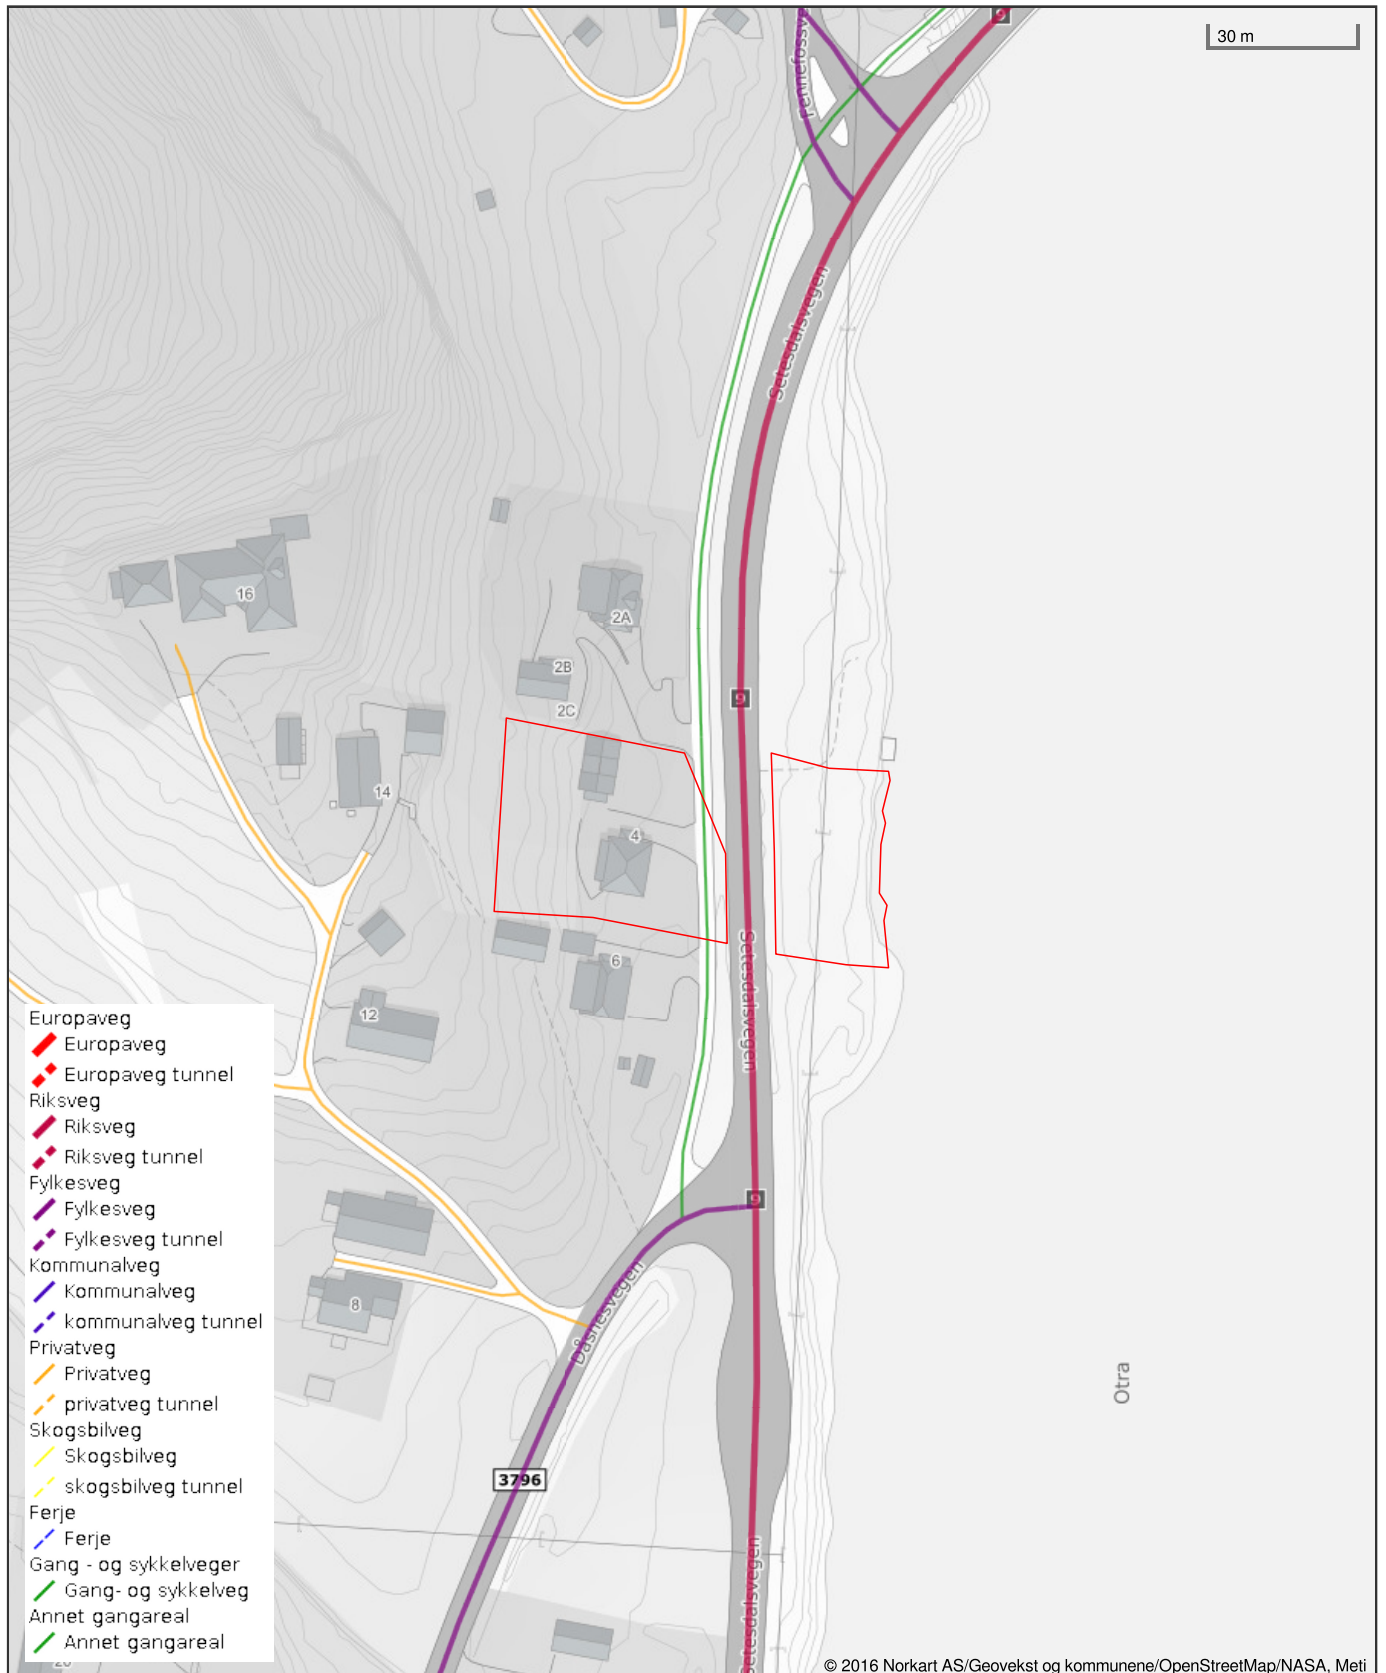 30 m
Fennefossve
9
Setesdalsvegen
16
2A
2B
2C
9
14
4
6
Setesdalsvegen
12
9
8
Dåsnesvegen
Otra
3796
Setesdalsvegen
Europaveg
Europaveg
Europaveg tunnel
Riksveg
Riksveg
Riksveg tunnel
Fylkesveg
Fylkesveg
Fylkesveg tunnel
Kommunalveg
Kommunalveg
kommunalveg tunnel
Privatveg
Privatveg
privatveg tunnel
Skogsbilveg
Skogsbilveg
skogsbilveg tunnel
Ferje
Ferje
Gang - og sykkelveger
Gang- og sykkelveg
Annet gangareal
Annet gangareal
© 2016 Norkart AS/Geovekst og kommunene/OpenStreetMap/NASA, Meti